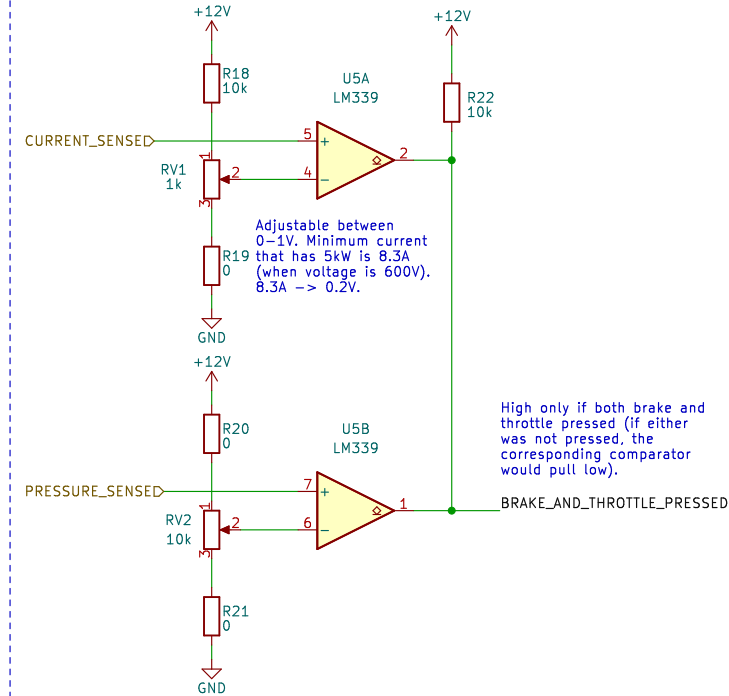 +12V
R18
10k
U5A
LM339
CURRENT_SENSE
5
+
4
−
2
1
RV1
1k
2
3
R19
0
GND
+12V
R22
10k
Adjustable between
0−1V. Minimum current
that has 5kW is 8.3A
(when voltage is 600V).
8.3A −> 0.2V.
+12V
R20
0
U5B
LM339
PRESSURE_SENSE
7
+
6
−
1
1
RV2
10k
2
3
R21
0
GND
High only if both brake and
throttle pressed (if either
was not pressed, the
corresponding comparator
would pull low).
BRAKE_AND_THROTTLE_PRESSED